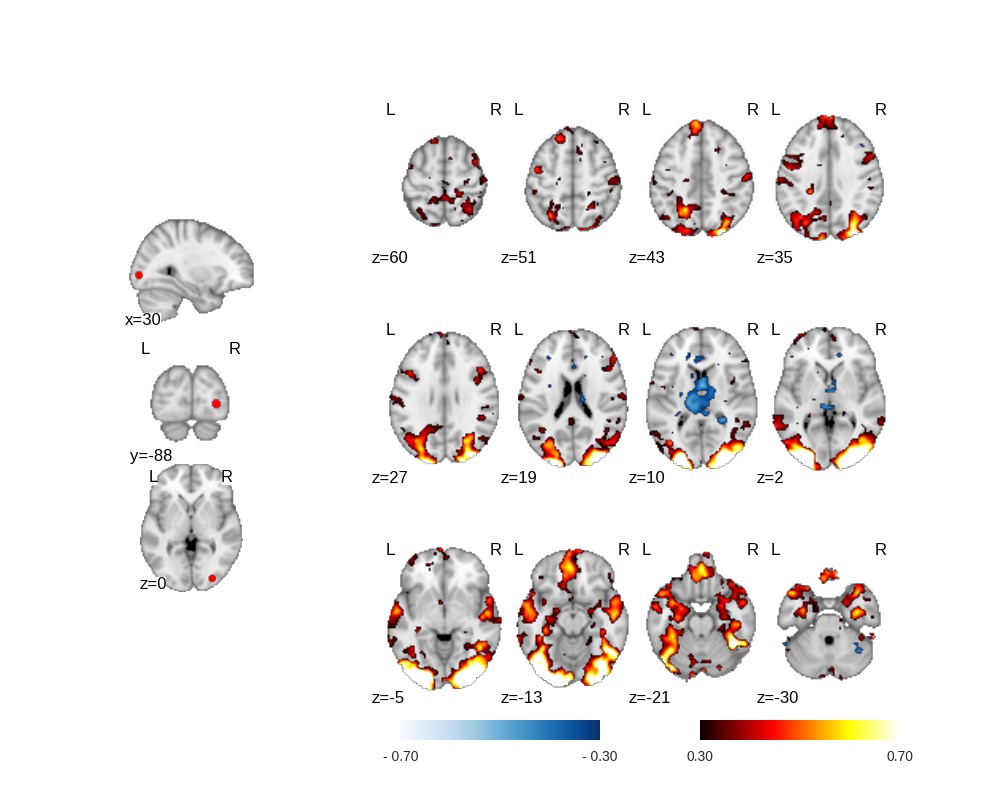 L R L R L R L R
z=60 z=51 z=43 z=35
x=30
L R
y=-88
L R
z=0
L R L R L R L R
z=27 z=19 z=10 z=2
L R L R L R L R
z=-5 z=-13 z=-21 z=-30
- 0.70 - 0.30 0.30 0.70